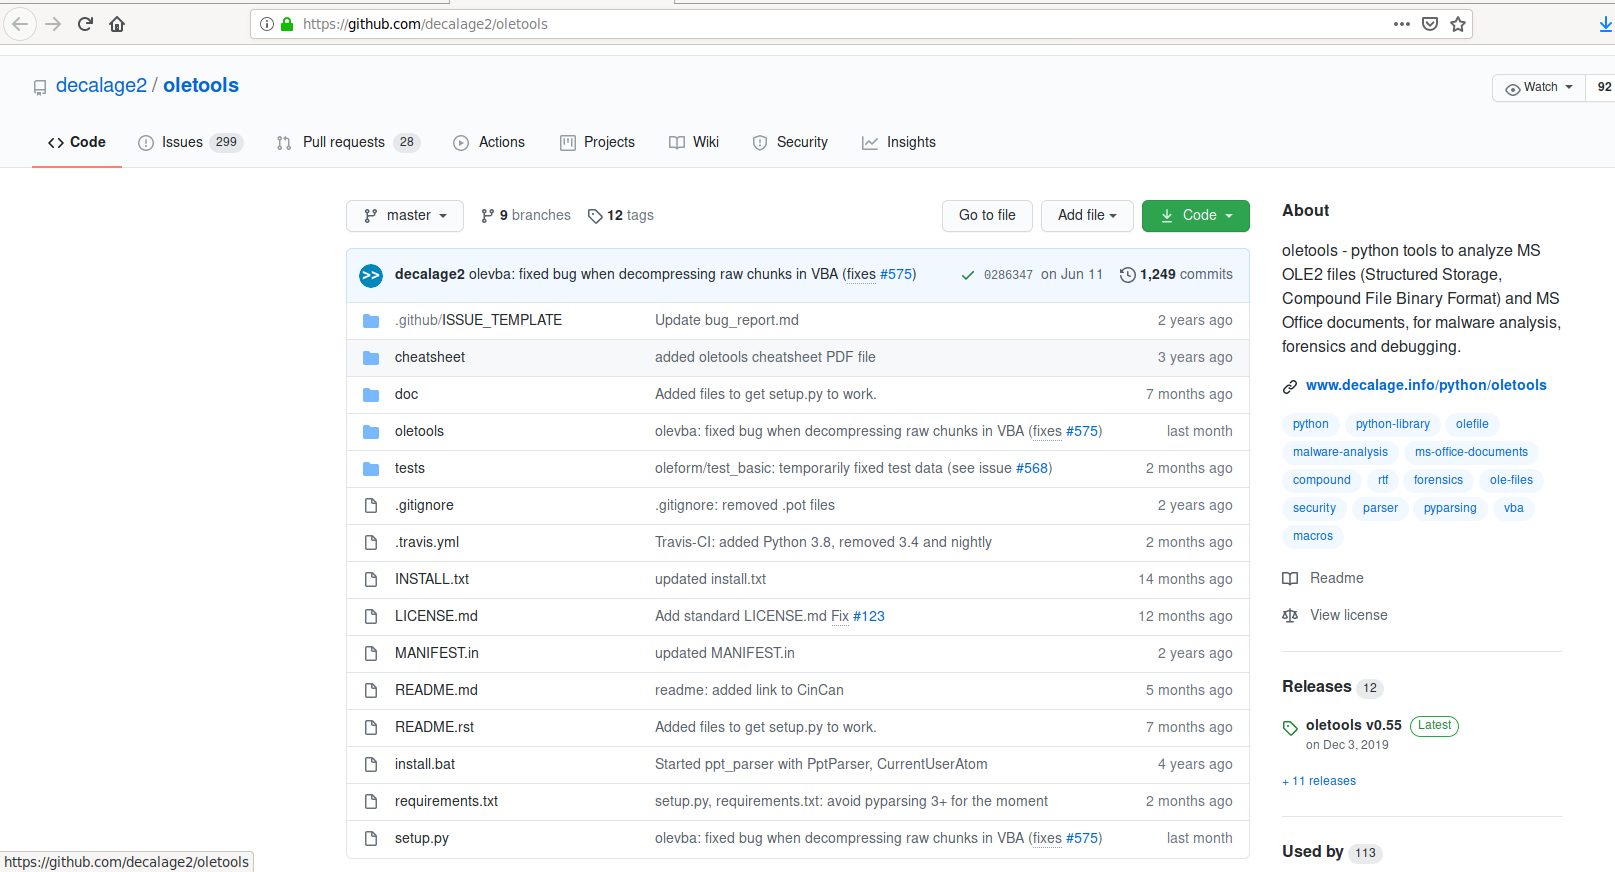 https://github.com/decalage2/oletools
decalage2 / oletools
Watch 92
Code Issues 299 Pull requests 28 Actions Projects Wiki Security Insights
master 9 branches 12 tags Go to file Add file Code
decalage2 olevba: fixed bug when decompressing raw chunks in VBA (fixes #575) 0286347 on Jun 11 1,249 commits
.github/ISSUE_TEMPLATE Update bug_report.md 2 years ago
cheatsheet added oletools cheatsheet PDF file 3 years ago
doc Added files to get setup.py to work. 7 months ago
oletools olevba: fixed bug when decompressing raw chunks in VBA (fixes #575) last month
tests oleform/test_basic: temporarily fixed test data (see issue #568) 2 months ago
.gitignore .gitignore: removed .pot files 2 years ago
.travis.yml Travis-CI: added Python 3.8, removed 3.4 and nightly 2 months ago
INSTALL.txt updated install.txt 14 months ago
LICENSE.md Add standard LICENSE.md Fix #123 12 months ago
MANIFEST.in updated MANIFEST.in 2 years ago
README.md readme: added link to CinCan 5 months ago
README.rst Added files to get setup.py to work. 7 months ago
install.bat Started ppt_parser with PptParser, CurrentUserAtom 4 years ago
requirements.txt setup.py, requirements.txt: avoid pyparsing 3+ for the moment 2 months ago
setup.py olevba: fixed bug when decompressing raw chunks in VBA (fixes #575) last month
About
oletools - python tools to analyze MS
OLE2 files (Structured Storage,
Compound File Binary Format) and MS
Office documents, for malware analysis,
forensics and debugging.
www.decalage.info/python/oletools
python python-library olefile
malware-analysis ms-office-documents
compound rtf forensics ole-files
security parser pyparsing vba
macros
Readme
View license
Releases 12
oletools v0.55 Latest
on Dec 3, 2019
+ 11 releases
Used by 113
https://github.com/decalage2/oletools